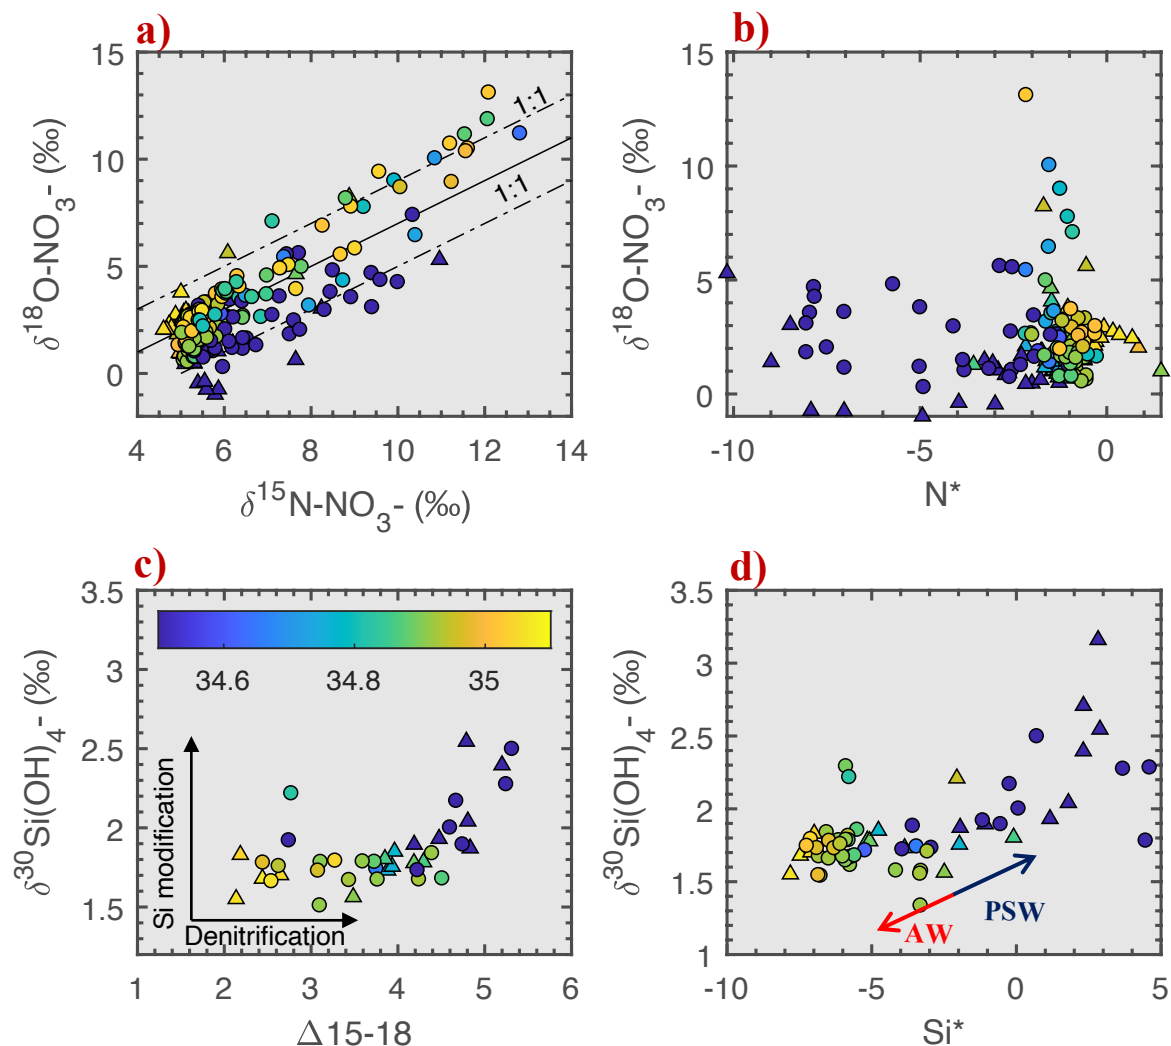 a)
15
10
5
0
4
6
8
10
12
14
1:1
1:1
δ18O-NO3- (‰)
δ15N-NO3- (‰)
b)
15
10
5
0
-10
-5
0
δ18O-NO3- (‰)
N*
c)
3.5
3
2.5
2
1.5
34.6
34.8
35
Si modification
Denitrification
1
2
3
4
5
6
δ30Si(OH)4- (‰)
Δ15-18
d)
3.5
3
2.5
2
1.5
1
PSW
AW
-10
-5
0
5
δ30Si(OH)4- (‰)
Si*